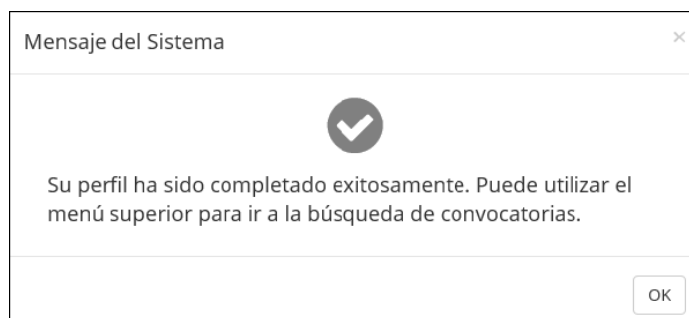 Mensaje del Sistema
×
Su perfil ha sido completado exitosamente. Puede utilizar el
menú superior para ir a la búsqueda de convocatorias.
OK